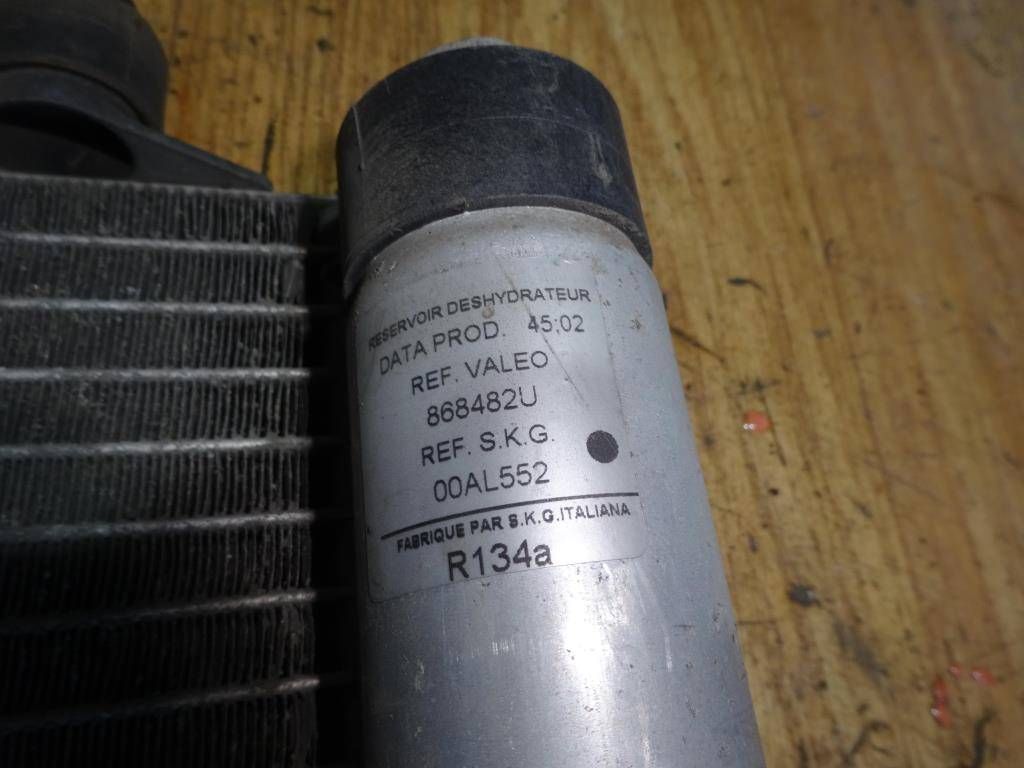 RESERVOIR DESHYDRATEUR
DATA PROD. 45:02
REF. VALEO
868482U
REF. S.K.G.
00AL552
FABRIQUE PAR S.K.G.ITALIANA
R134a